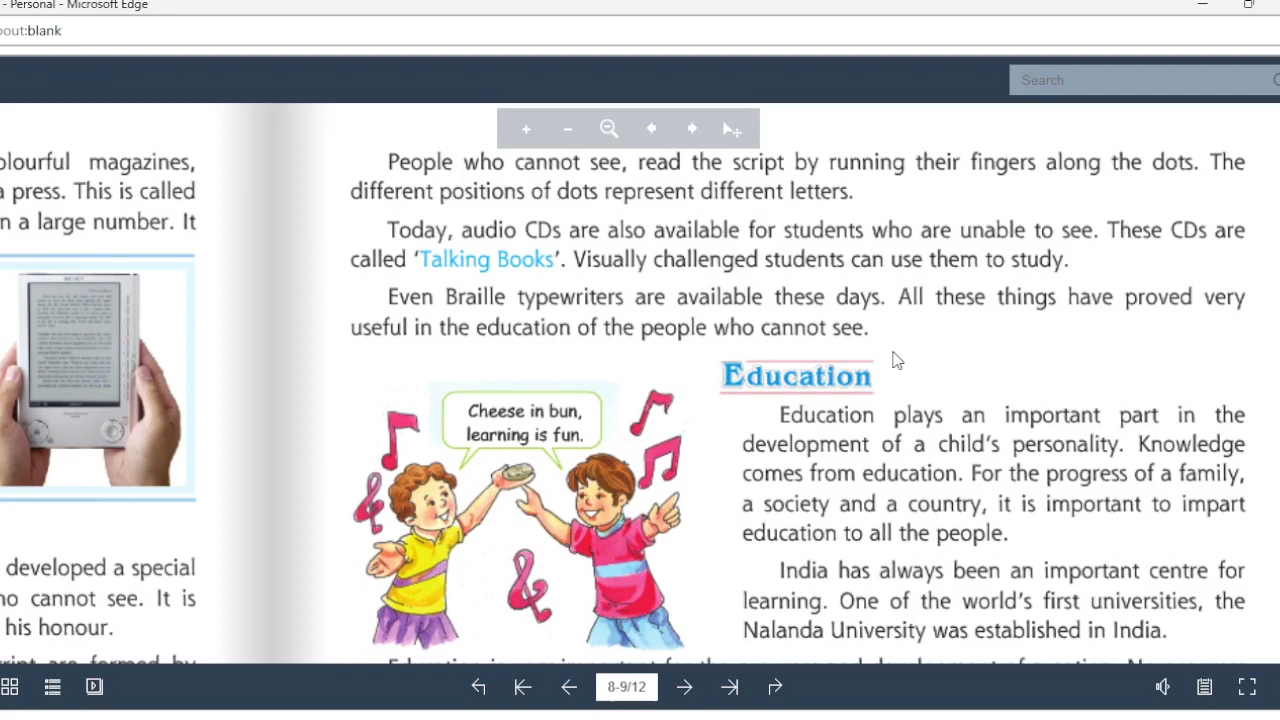 - Personal - Microsoft Edge
out:blank
Search
olourful magazines,
a press. This is called
n a large number. It
developed a special
no cannot see. It is
his honour.
People who cannot see, read the script by running their fingers along the dots. The
different positions of dots represent different letters.
Today, audio CDs are also available for students who are unable to see. These CDs are
called ‘Talking Books’. Visually challenged students can use them to study.
Even Braille typewriters are available these days. All these things have proved very
useful in the education of the people who cannot see.
Education
Cheese in bun,
learning is fun.
Education plays an important part in the
development of a child’s personality. Knowledge
comes from education. For the progress of a family,
a society and a country, it is important to impart
education to all the people.
India has always been an important centre for
learning. One of the world’s first universities, the
Nalanda University was established in India.
8-9/12